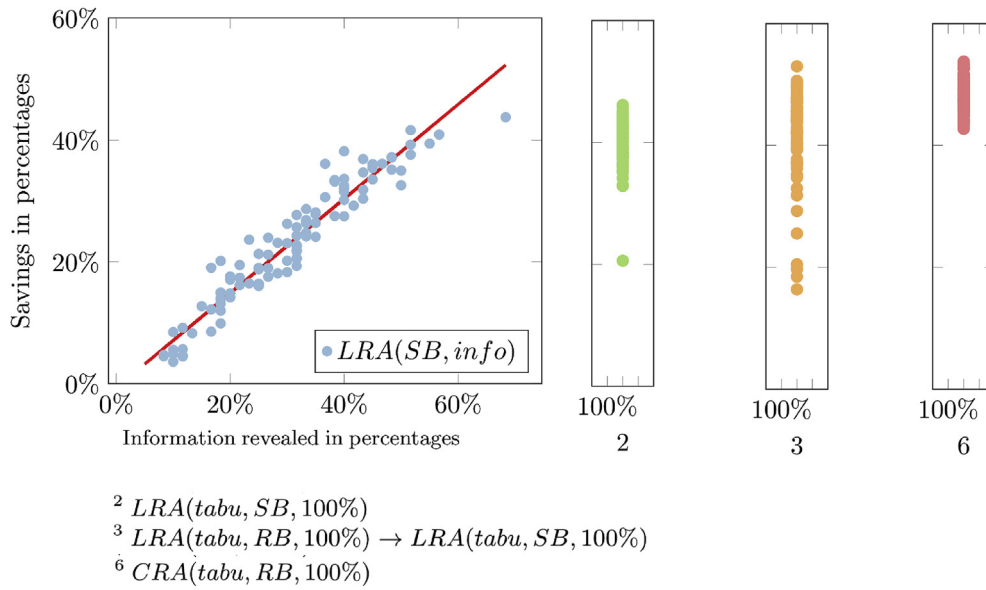 60%
40%
20%
0%
Savings in percentages
LRA(SB, info)
0% 20% 40% 60%
Information revealed in percentages
100% 100% 100%
2 3 6
² LRA(tabu, SB, 100%)
³ LRA(tabu, RB, 100%) → LRA(tabu, SB, 100%)
⁶ CRA(tabu, RB, 100%)